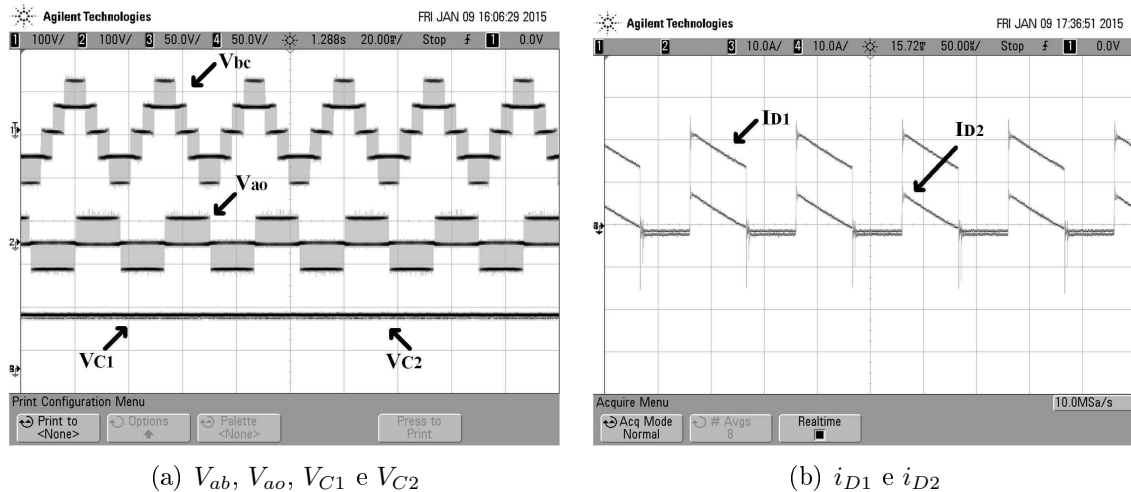 Agilent Technologies
FRI JAN 09 16:06:29 2015
1 100V/ 2 100V/ 3 50.0V/ 4 50.0V/ 1.288s 20.00㎳/ Stop 1 0.0V
Vbc
1
Vao
2
VC1
VC2
Print Configuration Menu
Print to
<None>
Options
Palette
<None>
Press to
Print
(a) Vab, Vao, VC1 e VC2
Agilent Technologies
FRI JAN 09 17:36:51 2015
1 2 3 10.0A/ 4 10.0A/ 15.72㎳ 50.00㎲/ Stop 1 0.0V
ID1
ID2
Acquire Menu
10.0MSa/s
Acq Mode
Normal
# Avgs
8
Realtime
(b) iD1 e iD2